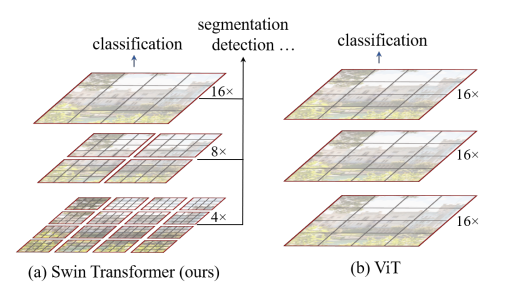 segmentation
classification
detection ...
classification
16×
8×
4×
16×
16×
16×
(a) Swin Transformer (ours)
(b) ViT